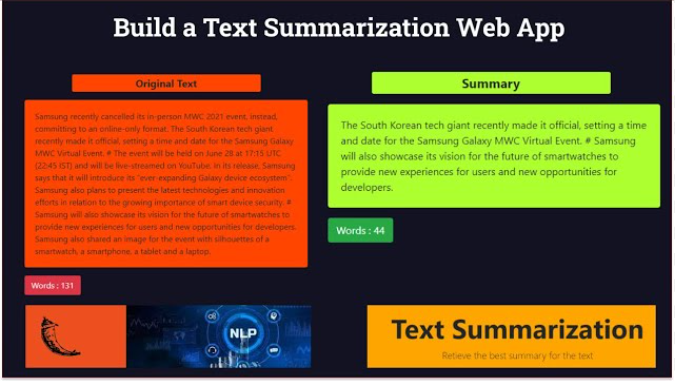 Build a Text Summarization Web App
Original Text
Samsung recently cancelled its in-person MWC 2021 event, instead,
committing to an online-only format. The South Korean tech giant
recently made it official, setting a time and date for the Samsung Galaxy
MWC Virtual Event. # The event will be held on June 28 at 17:15 UTC
(22:45 IST) and will be live-streamed on YouTube. In its release, Samsung
says that it will introduce its "ever-expanding Galaxy device ecosystem".
Samsung also plans to present the latest technologies and innovation
efforts in relation to the growing importance of smart device security. #
Samsung will also showcase its vision for the future of smartwatches to
provide new experiences for users and new opportunities for developers.
Samsung also shared an image for the event with silhouettes of a
smartwatch, a smartphone, a tablet and a laptop.
Words : 131
Summary
The South Korean tech giant recently made it official, setting a time
and date for the Samsung Galaxy MWC Virtual Event. # Samsung
will also showcase its vision for the future of smartwatches to
provide new experiences for users and new opportunities for
developers.
Words : 44
NLP
Text Summarization
Retieve the best summary for the text